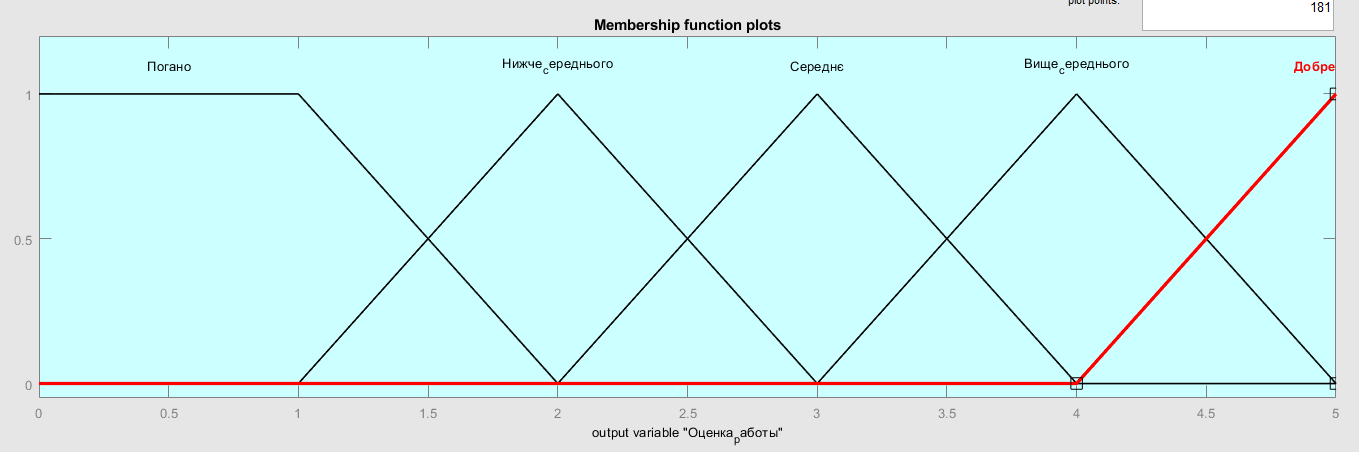 plot points:
181
Membership function plots
Погано Нижче_середнього Середнє Вище_середнього Добре
1
0.5
0
0 0.5 1 1.5 2 2.5 3 3.5 4 4.5 5
output variable "Оценка_работы"